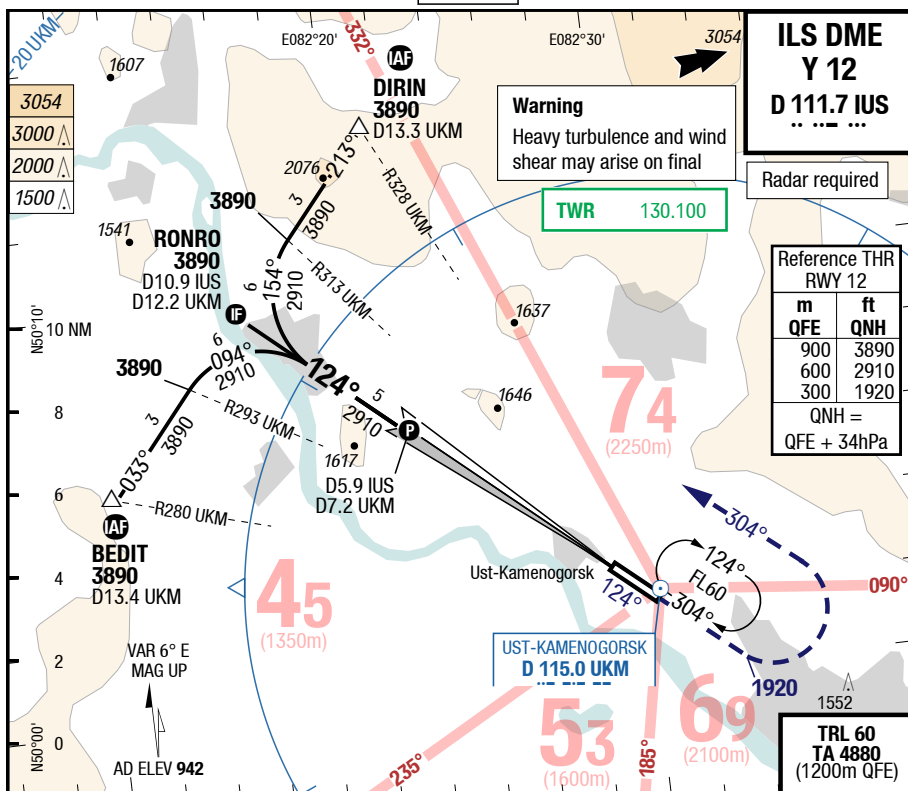 20 UKM
1607
E082°20'
332°
IAF
DIRIN
3890
D13.3 UKM
E082°30'
3054
ILS DME
Y 12
D 111.7 IUS
3054
3000
2000
1500
Warning
Heavy turbulence and wind
shear may arise on final
TWR 130.100
Radar required
2076
213°
3
3890
3890
R328 UKM
1541
RONRO
3890
D10.9 IUS
D12.2 UKM
IF
6
154°
2910
R313 UKM
Reference THR
RWY 12
m ft
QFE QNH
900 3890
600 2910
300 1920
QNH =
QFE + 34hPa
N50°10'
10 NM
6
094°
2910
124°
5
2910
1637
1646
74
(2250m)
3890
R293 UKM
8
3
3890
033°
1617
P
D5.9 IUS
D7.2 UKM
6
R280 UKM
IAF
BEDIT
3890
D13.4 UKM
4
45
(1350m)
Ust-Kamenogorsk
124°
304°
124°
FL60
304°
090°
VAR 6° E
MAG UP
2
UST-KAMENOGORSK
D 115.0 UKM
1920
1552
N50°00'
0
AD ELEV 942
235°
53
(1600m)
185°
69
(2100m)
TRL 60
TA 4880
(1200m QFE)